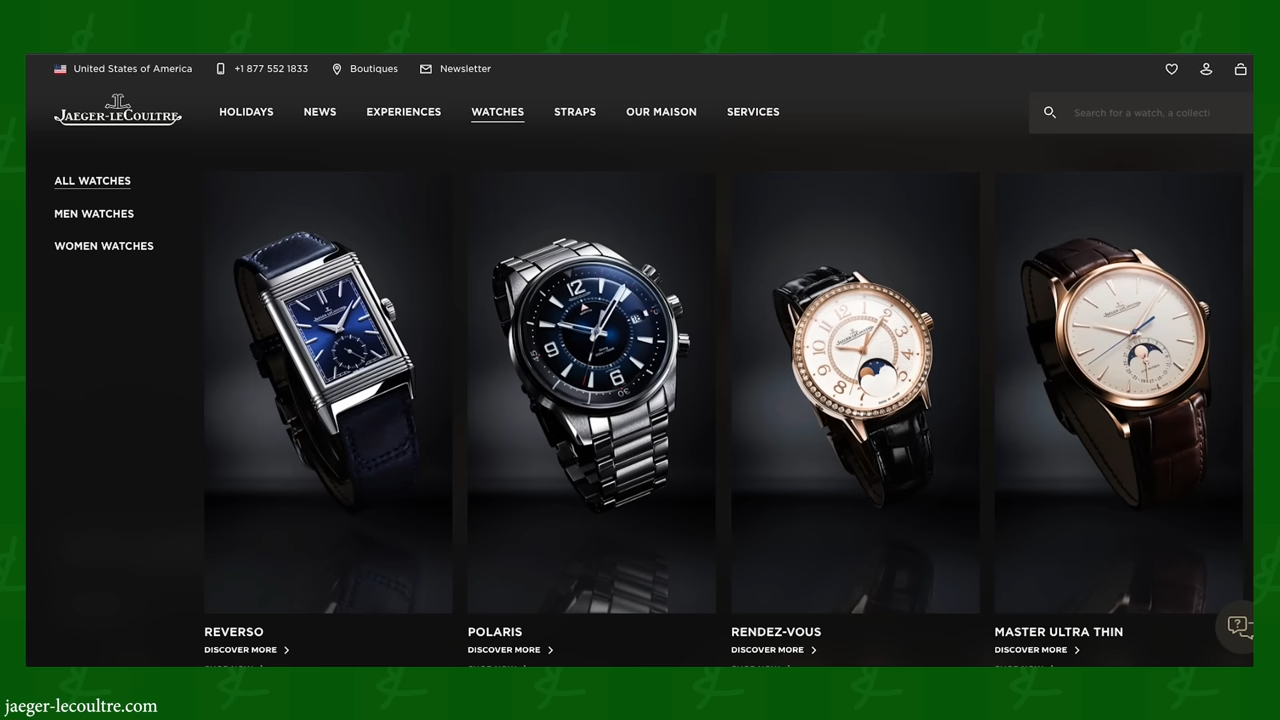 United States of America +1 877 552 1833 Boutiques Newsletter
JAEGER-LECOULTRE HOLIDAYS NEWS EXPERIENCES WATCHES STRAPS OUR MAISON SERVICES Search for a watch, a collecti
ALL WATCHES
MEN WATCHES
WOMEN WATCHES
REVERSO POLARIS RENDEZ-VOUS MASTER ULTRA THIN
DISCOVER MORE DISCOVER MORE DISCOVER MORE DISCOVER MORE
jaeger-lecoultre.com